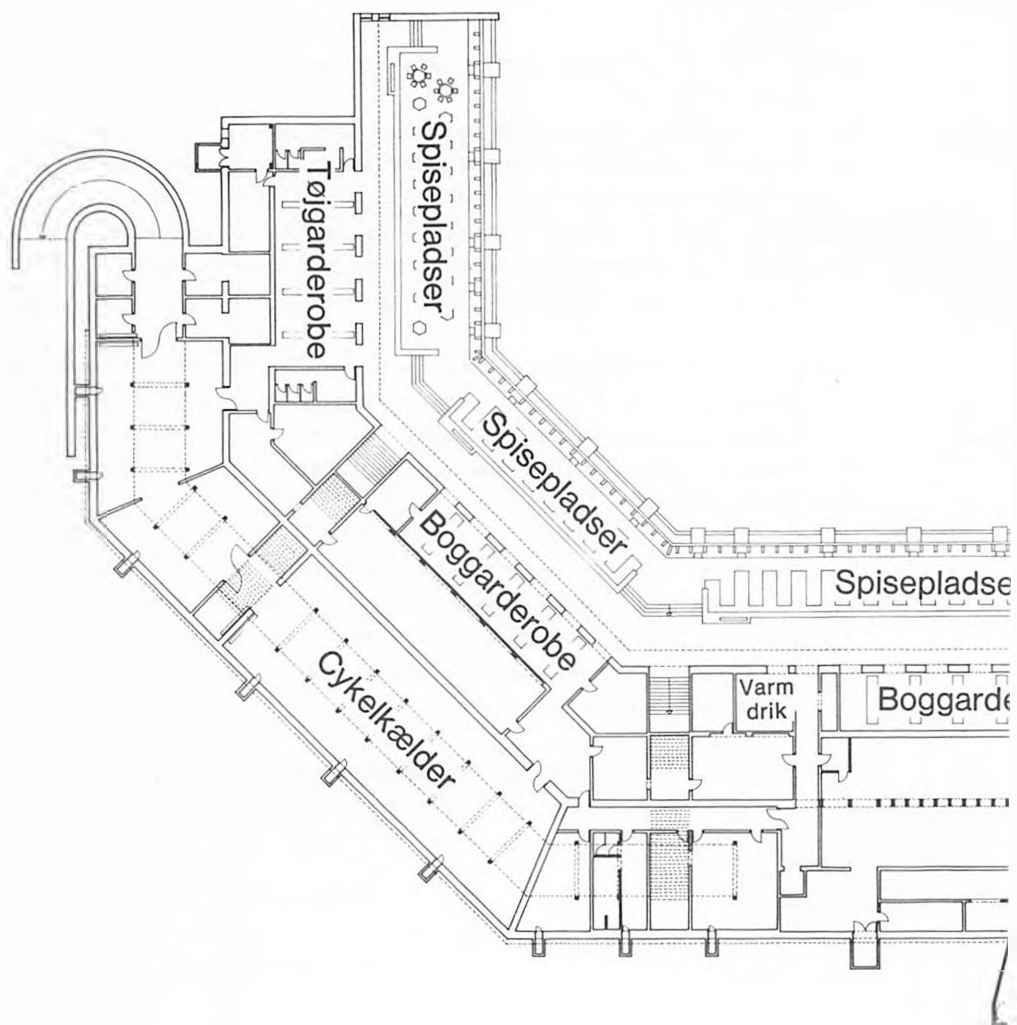 Spisepladser
Tøjgarderobe
Spisepladser
Boggarderobe
Spisepladse
Varm
drik
Boggarde
Cykelkælder